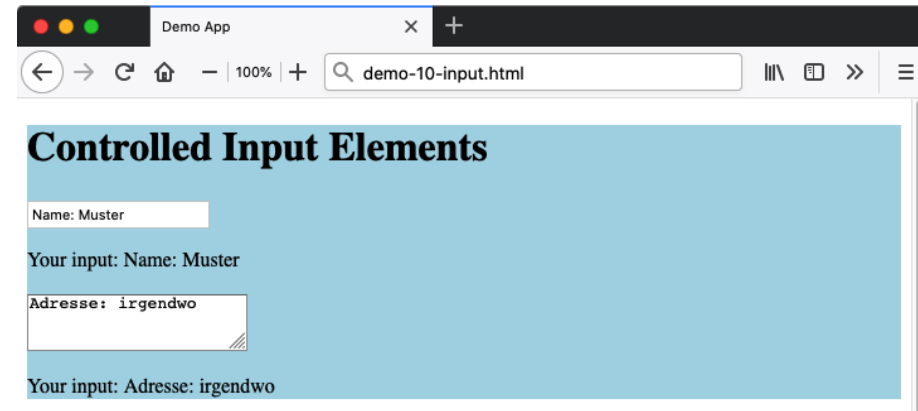 Demo App
100%
demo-10-input.html
Controlled Input Elements
Name: Muster
Your input: Name: Muster
Adresse: irgendwo
Your input: Adresse: irgendwo